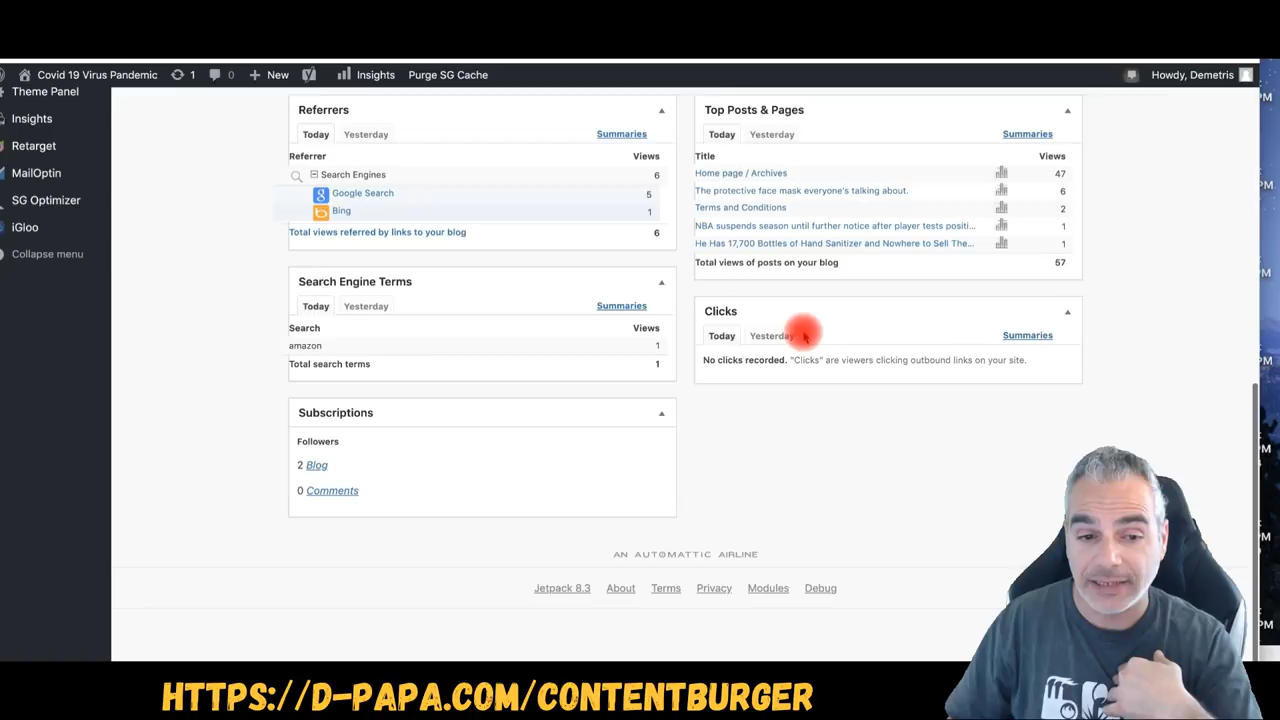 Covid 19 Virus Pandemic 1 0 New Insights Purge SG Cache Howdy, Demetris
Theme Panel
Insights
Retarget
MailOptin
SG Optimizer
iGloo
Collapse menu
Referrers
Today Yesterday Summaries
Referrer Views
Search Engines 6
Google Search 5
Bing 1
Total views referred by links to your blog 6
Search Engine Terms
Today Yesterday Summaries
Search Views
amazon 1
Total search terms 1
Subscriptions
Followers
2 Blog
0 Comments
Top Posts & Pages
Today Yesterday Summaries
Title Views
Home page / Archives 47
The protective face mask everyone's talking about. 6
Terms and Conditions 2
NBA suspends season until further notice after player tests positi... 1
He Has 17,700 Bottles of Hand Sanitizer and Nowhere to Sell The... 1
Total views of posts on your blog 57
Clicks
Today Yesterday Summaries
No clicks recorded. "Clicks" are viewers clicking outbound links on your site.
AN AUTOMATTIC AIRLINE
Jetpack 8.3 About Terms Privacy Modules Debug
PM
PM
PM
PM
PM
PM
PM
HTTPS://D-PAPA.COM/CONTENTBURGER